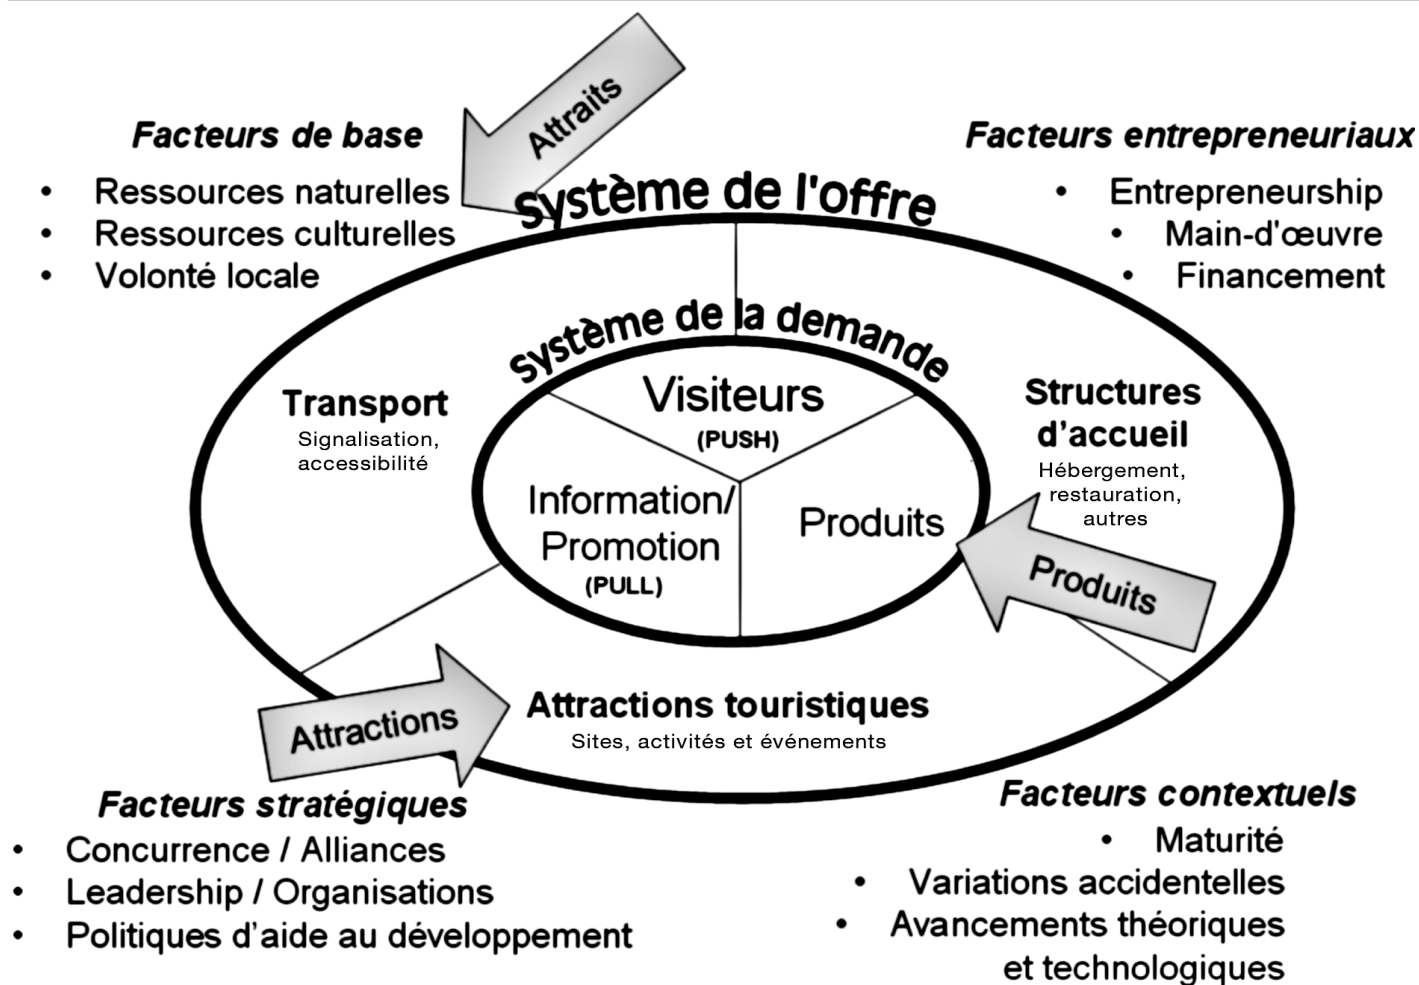 Attraits
Facteurs de base
• Ressources naturelles
• Ressources culturelles
• Volonté locale
Facteurs entrepreneuriaux
• Entrepreneurship
• Main-d'œuvre
• Financement
Système de l'offre
Système de la demande
Transport
Signalisation,
accessibilité
Visiteurs
(PUSH)
Information/
Promotion
(PULL)
Produits
Structures
d’accueil
Hébergement,
restauration,
autres
Produits
Attractions
Attractions touristiques
Sites, activités et événements
Facteurs stratégiques
• Concurrence / Alliances
• Leadership / Organisations
• Politiques d’aide au développement
Facteurs contextuels
• Maturité
• Variations accidentelles
• Avancements théoriques
et technologiques